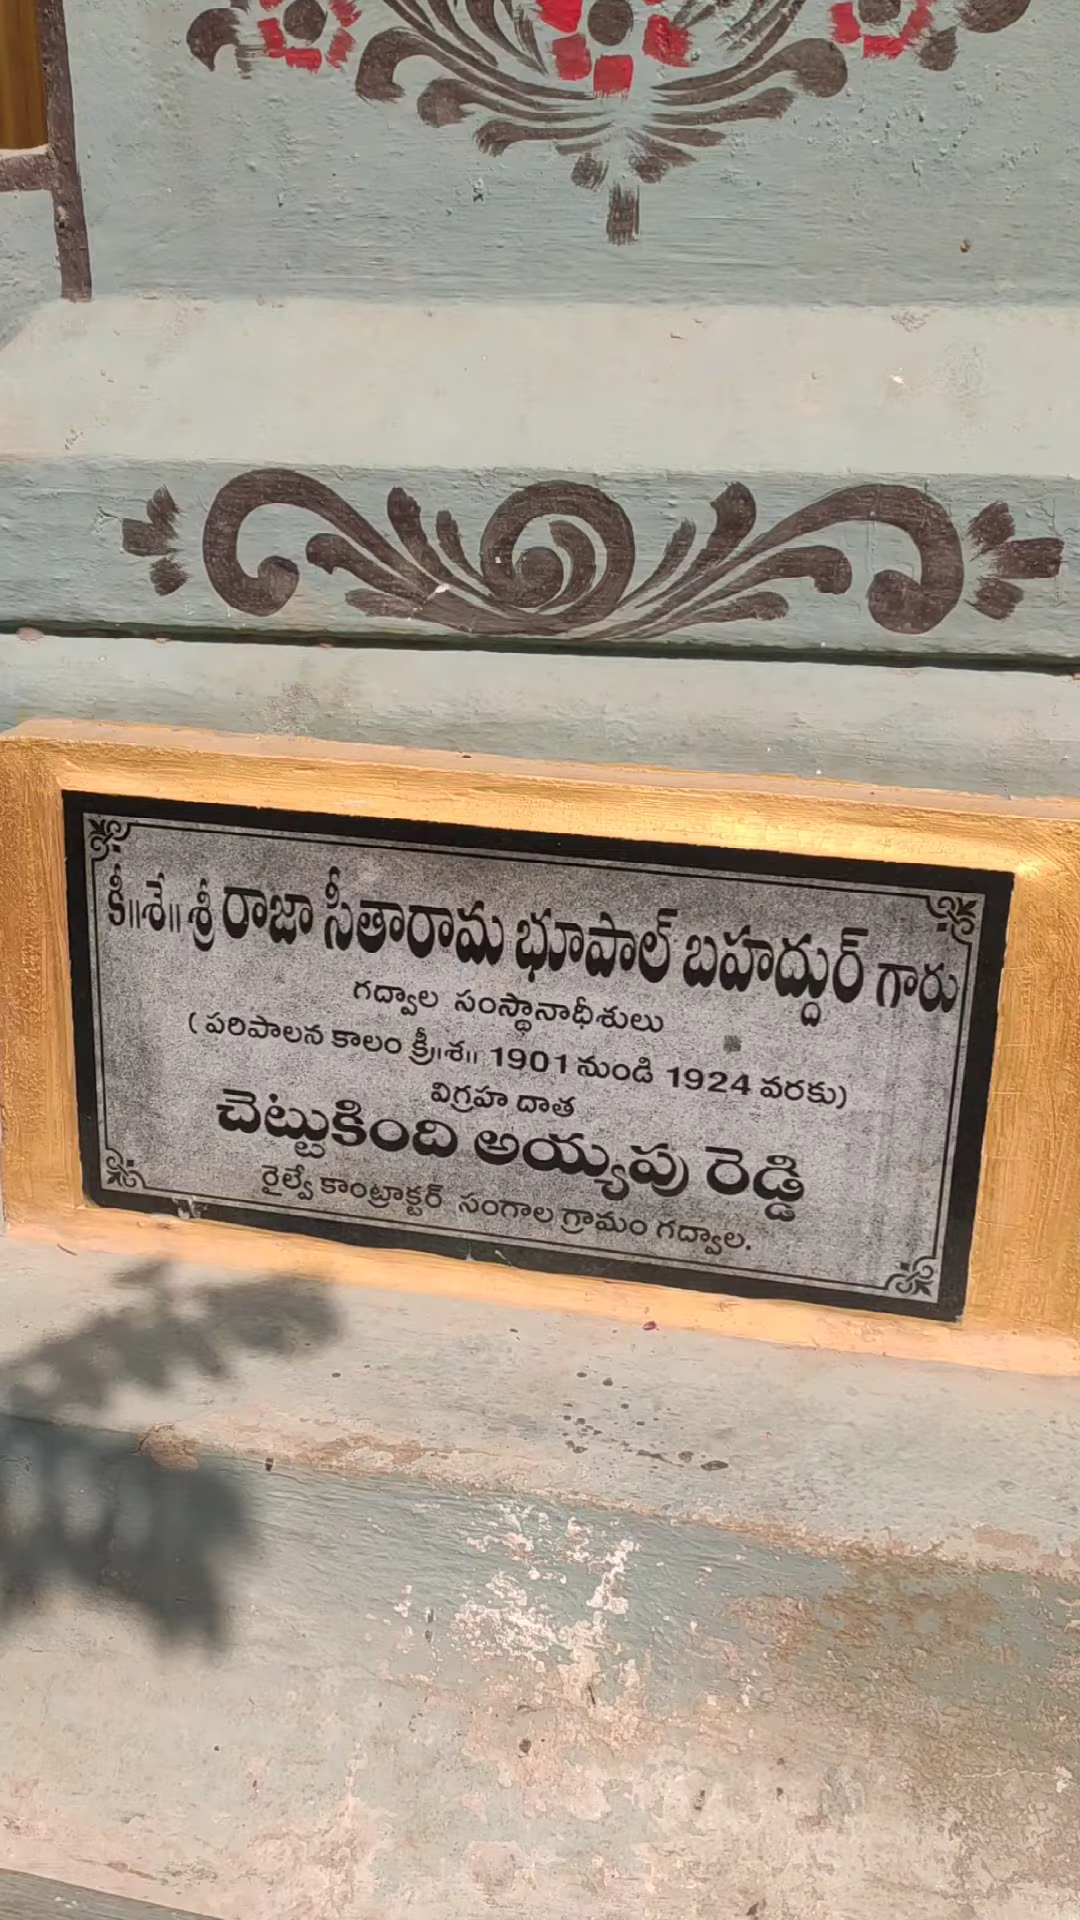 కీ॥శే॥ శ్రీ రాజా సీతారామ భూపాల్ బహద్దుర్ గారు
గద్వాల సంస్థానాధీశులు
( పరిపాలన కాలం క్రీ॥శ॥ 1901 నుండి 1924 వరకు)
విగ్రహ దాత
చెట్టుకింది అయ్యపు రెడ్డి
రైల్వే కాంట్రాక్టర్ సంగాల గ్రామం గద్వాల.